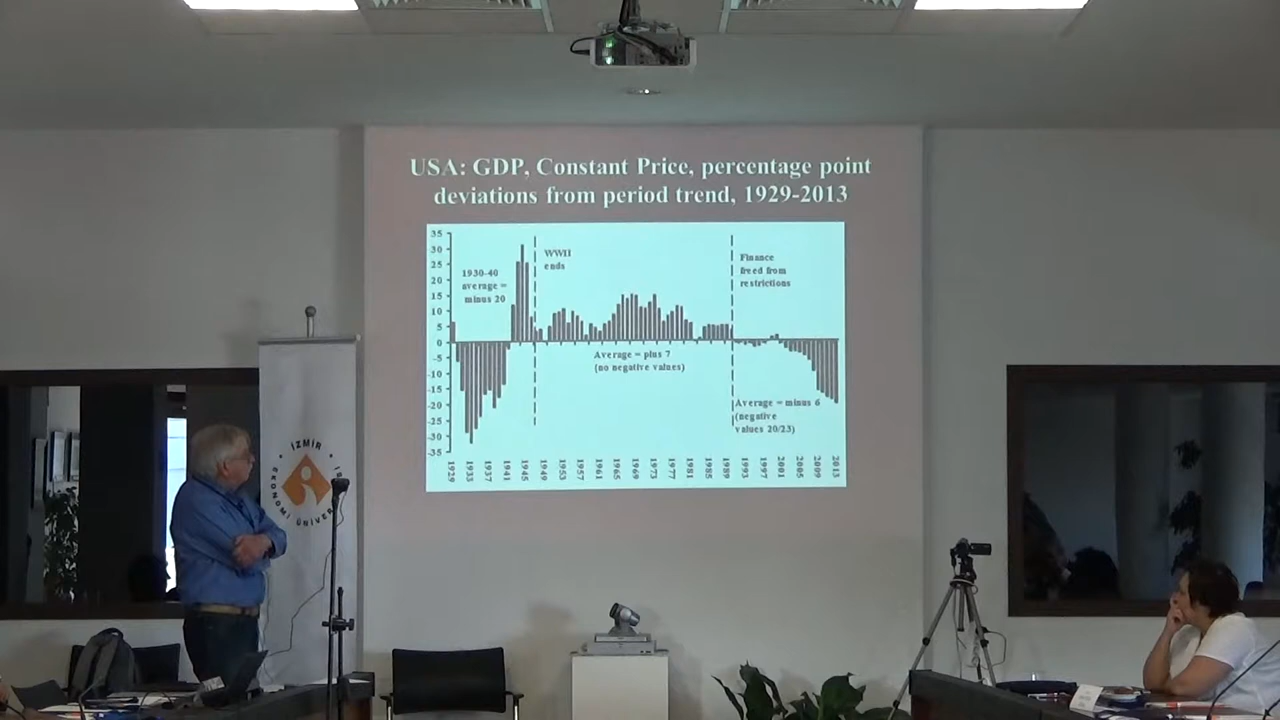 USA: GDP, Constant Price, percentage point
deviations from period trend, 1929-2013
35
30
25
20
15
10
5
0
-5
-10
-15
-20
-25
-30
-35
1930-40
average =
minus 20
WWII
ends
Finance
freed from
restrictions
Average = plus 7
(no negative values)
Average = minus 6
(negative
values 20/23)
1929
1933
1937
1941
1945
1949
1953
1957
1961
1965
1969
1973
1977
1981
1985
1989
1993
1997
2001
2005
2009
2013
İZMİR